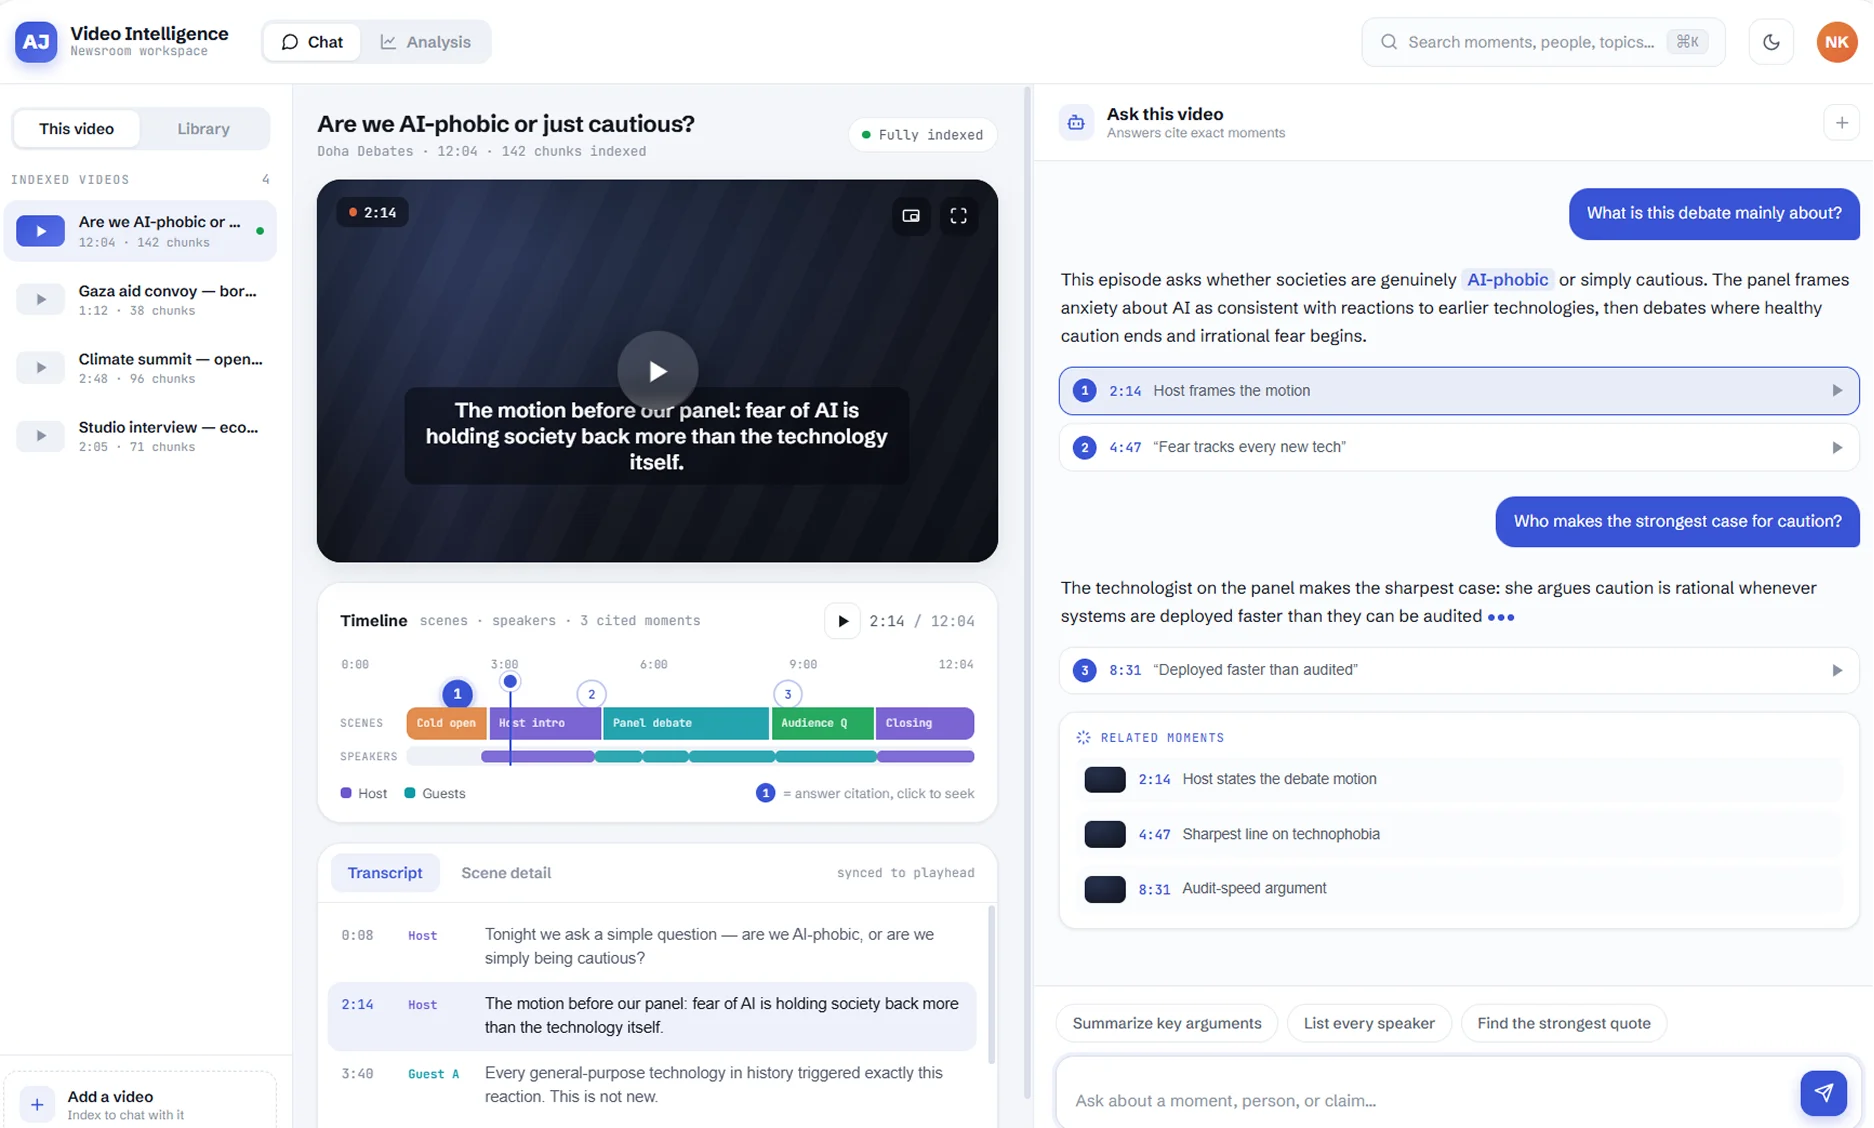 AJ
Video Intelligence
Newsroom workspace
Chat
Analysis
Search moments, people, topics...
⌘K
NK
This video
Library
INDEXED VIDEOS
4
Are we AI-phobic or ...
12:04 · 142 chunks
Gaza aid convoy — bor...
1:12 · 38 chunks
Climate summit — open...
2:48 · 96 chunks
Studio interview — eco...
2:05 · 71 chunks
Add a video
Index to chat with it
Are we AI-phobic or just cautious?
Doha Debates · 12:04 · 142 chunks indexed
Fully indexed
2:14
The motion before our panel: fear of AI is
holding society back more than the technology
itself.
Timeline
scenes · speakers · 3 cited moments
2:14 / 12:04
0:00
3:00
6:00
9:00
12:04
1
2
3
SCENES
Cold open
Host intro
Panel debate
Audience Q
Closing
SPEAKERS
Host
Guests
1 = answer citation, click to seek
Transcript
Scene detail
synced to playhead
0:08 Host Tonight we ask a simple question — are we AI-phobic, or are we
simply being cautious?
2:14 Host The motion before our panel: fear of AI is holding society back more
than the technology itself.
3:40 Guest A Every general-purpose technology in history triggered exactly this
reaction. This is not new.
Ask this video
Answers cite exact moments
What is this debate mainly about?
This episode asks whether societies are genuinely AI-phobic or simply cautious. The panel frames
anxiety about AI as consistent with reactions to earlier technologies, then debates where healthy
caution ends and irrational fear begins.
1 2:14 Host frames the motion
2 4:47 “Fear tracks every new tech”
Who makes the strongest case for caution?
The technologist on the panel makes the sharpest case: she argues caution is rational whenever
systems are deployed faster than they can be audited
3 8:31 “Deployed faster than audited”
RELATED MOMENTS
2:14 Host states the debate motion
4:47 Sharpest line on technophobia
8:31 Audit-speed argument
Summarize key arguments
List every speaker
Find the strongest quote
Ask about a moment, person, or claim...